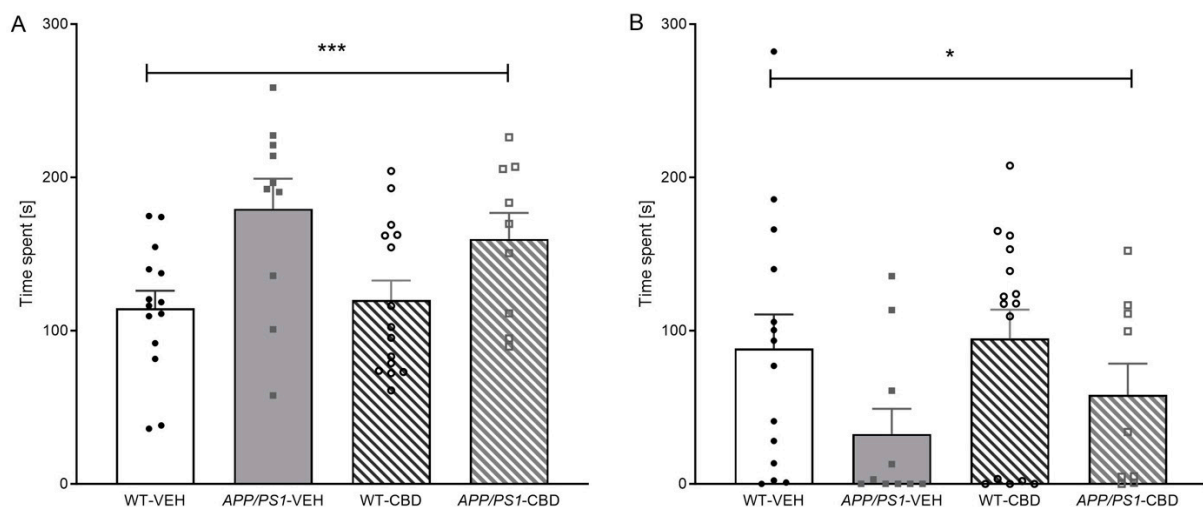 A
***
Time spent [s]
300
200
100
0
WT-VEH APP/PS1-VEH WT-CBD APP/PS1-CBD
B
*
Time spent [s]
300
200
100
0
WT-VEH APP/PS1-VEH WT-CBD APP/PS1-CBD